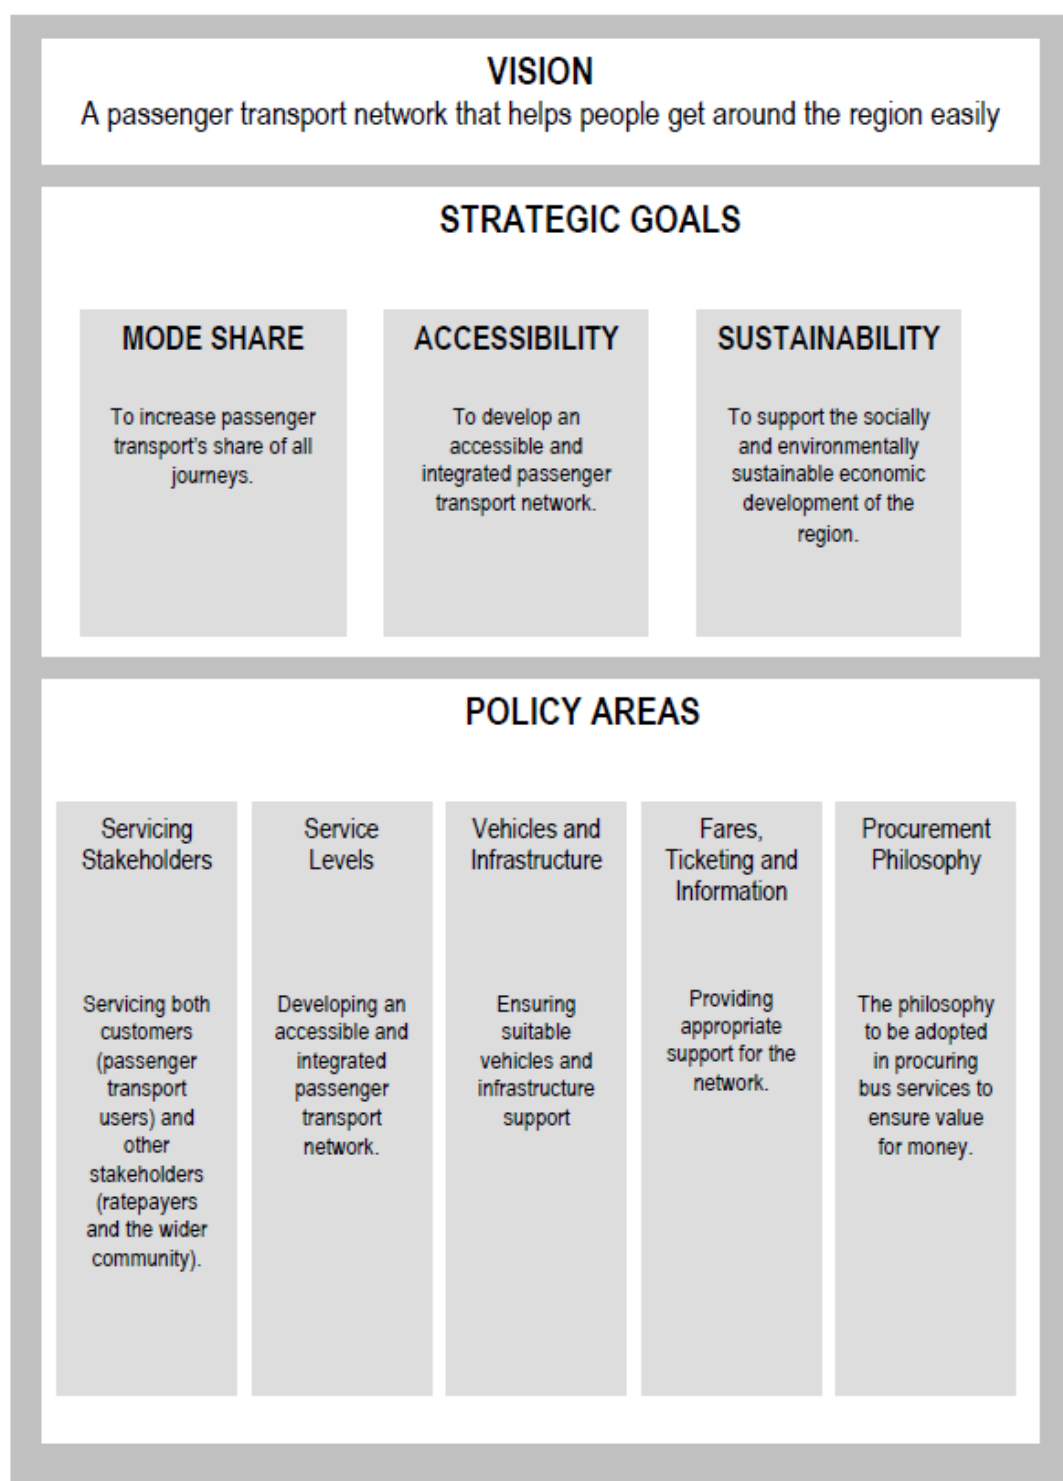 VISION
A passenger transport network that helps people get around the region easily
STRATEGIC GOALS
MODE SHARE
To increase passenger
transport's share of all
journeys.
ACCESSIBILITY
To develop an
accessible and
integrated passenger
transport network.
SUSTAINABILITY
To support the socially
and environmentally
sustainable economic
development of the
region.
POLICY AREAS
Servicing
Stakeholders
Servicing both
customers
(passenger
transport
users) and
other
stakeholders
(ratepayers
and the wider
community).
Service
Levels
Developing an
accessible and
integrated
passenger
transport
network.
Vehicles and
Infrastructure
Ensuring
suitable
vehicles and
infrastructure
support
Fares,
Ticketing and
Information
Providing
appropriate
support for the
network.
Procurement
Philosophy
The philosophy
to be adopted
in procuring
bus services to
ensure value
for money.